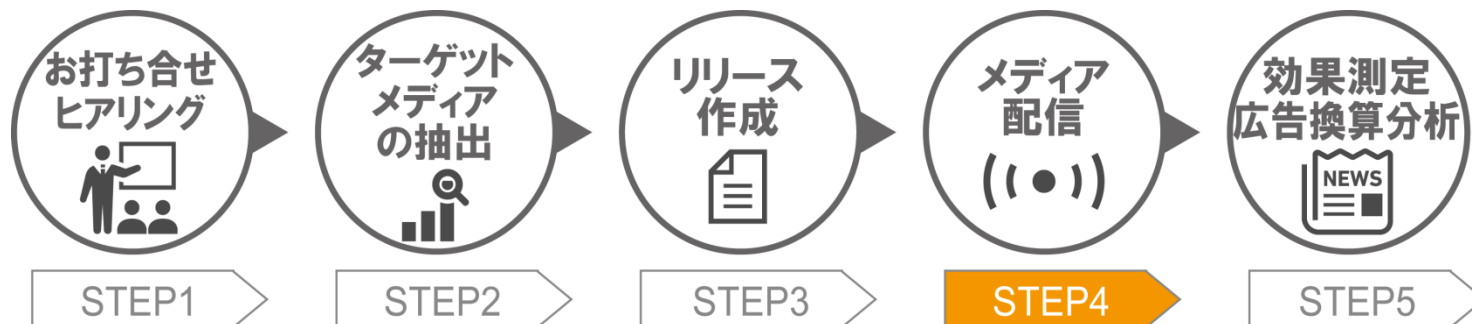 お打ち合せ
ヒアリング
ターゲット
メディア
の抽出
リリース
作成
メディア
配信
効果測定
広告換算分析
NEWS
STEP1
STEP2
STEP3
STEP4
STEP5